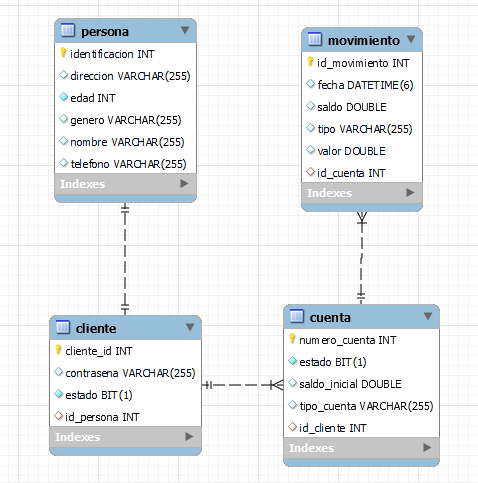 persona
identificacion INT
direccion VARCHAR(255)
edad INT
genero VARCHAR(255)
nombre VARCHAR(255)
telefono VARCHAR(255)
Indexes
movimiento
id_movimiento INT
fecha DATETIME(6)
saldo DOUBLE
tipo VARCHAR(255)
valor DOUBLE
id_cuenta INT
Indexes
cliente
cliente_id INT
contrasena VARCHAR(255)
estado BIT(1)
id_persona INT
Indexes
cuenta
numero_cuenta INT
estado BIT(1)
saldo_inicial DOUBLE
tipo_cuenta VARCHAR(255)
id_cliente INT
Indexes